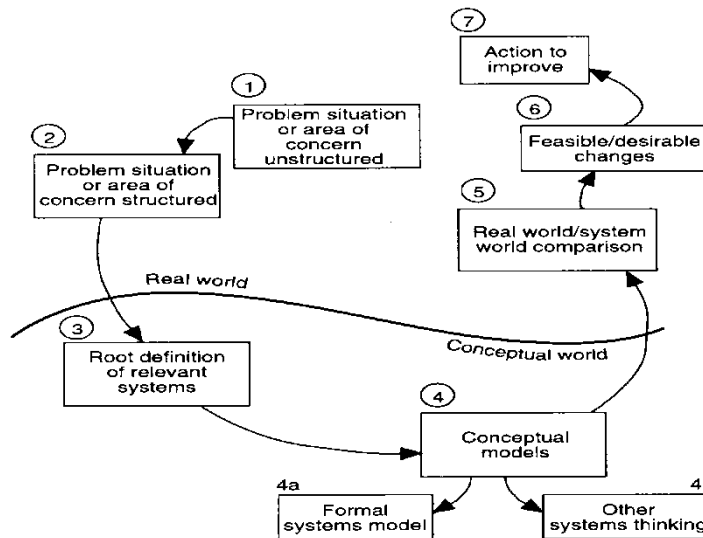 7
Action to
improve
1
Problem situation
or area of
concern
unstructured
6
Feasible/desirable
changes
2
Problem situation
or area of
concern structured
5
Real world/system
world comparison
Real world
Conceptual world
3
Root definition
of relevant
systems
4
Conceptual
models
4a
Formal
systems model
4
Other
systems thinking